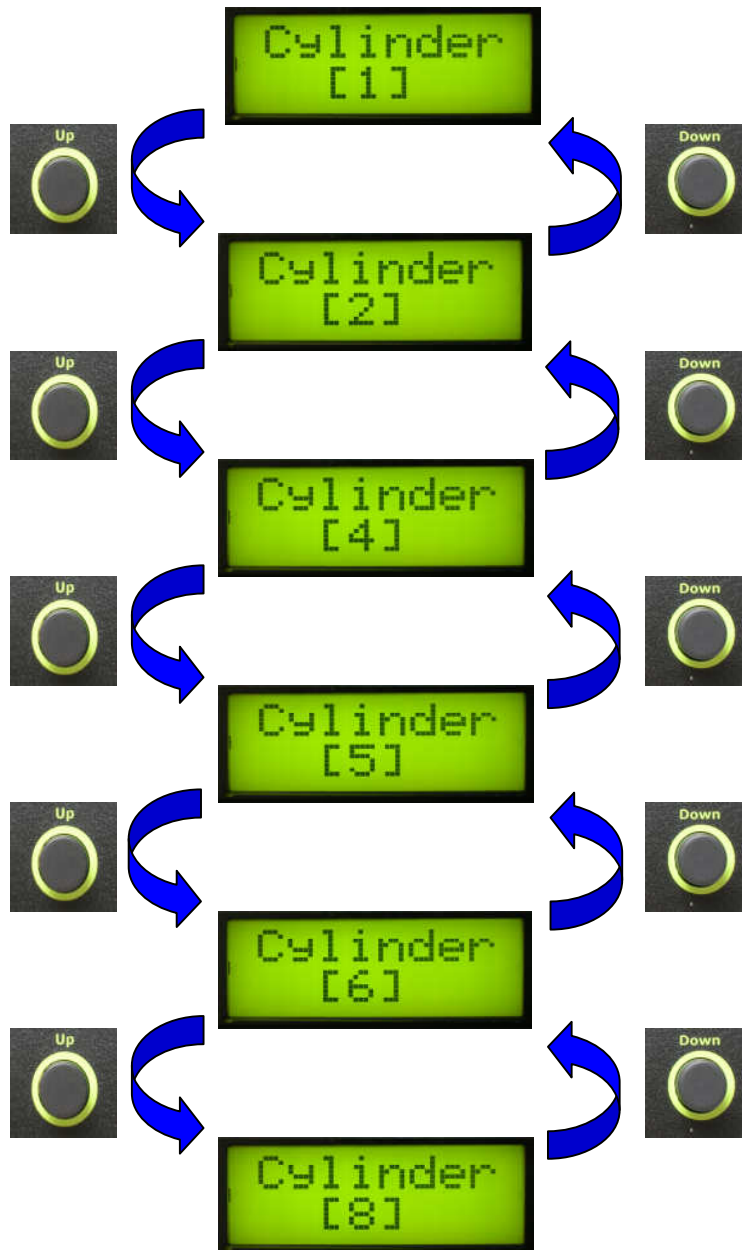 Cylinder
[1]
Up
Down
Cylinder
[2]
Up
Down
Cylinder
[4]
Up
Down
Cylinder
[5]
Up
Down
Cylinder
[6]
Up
Down
Cylinder
[8]